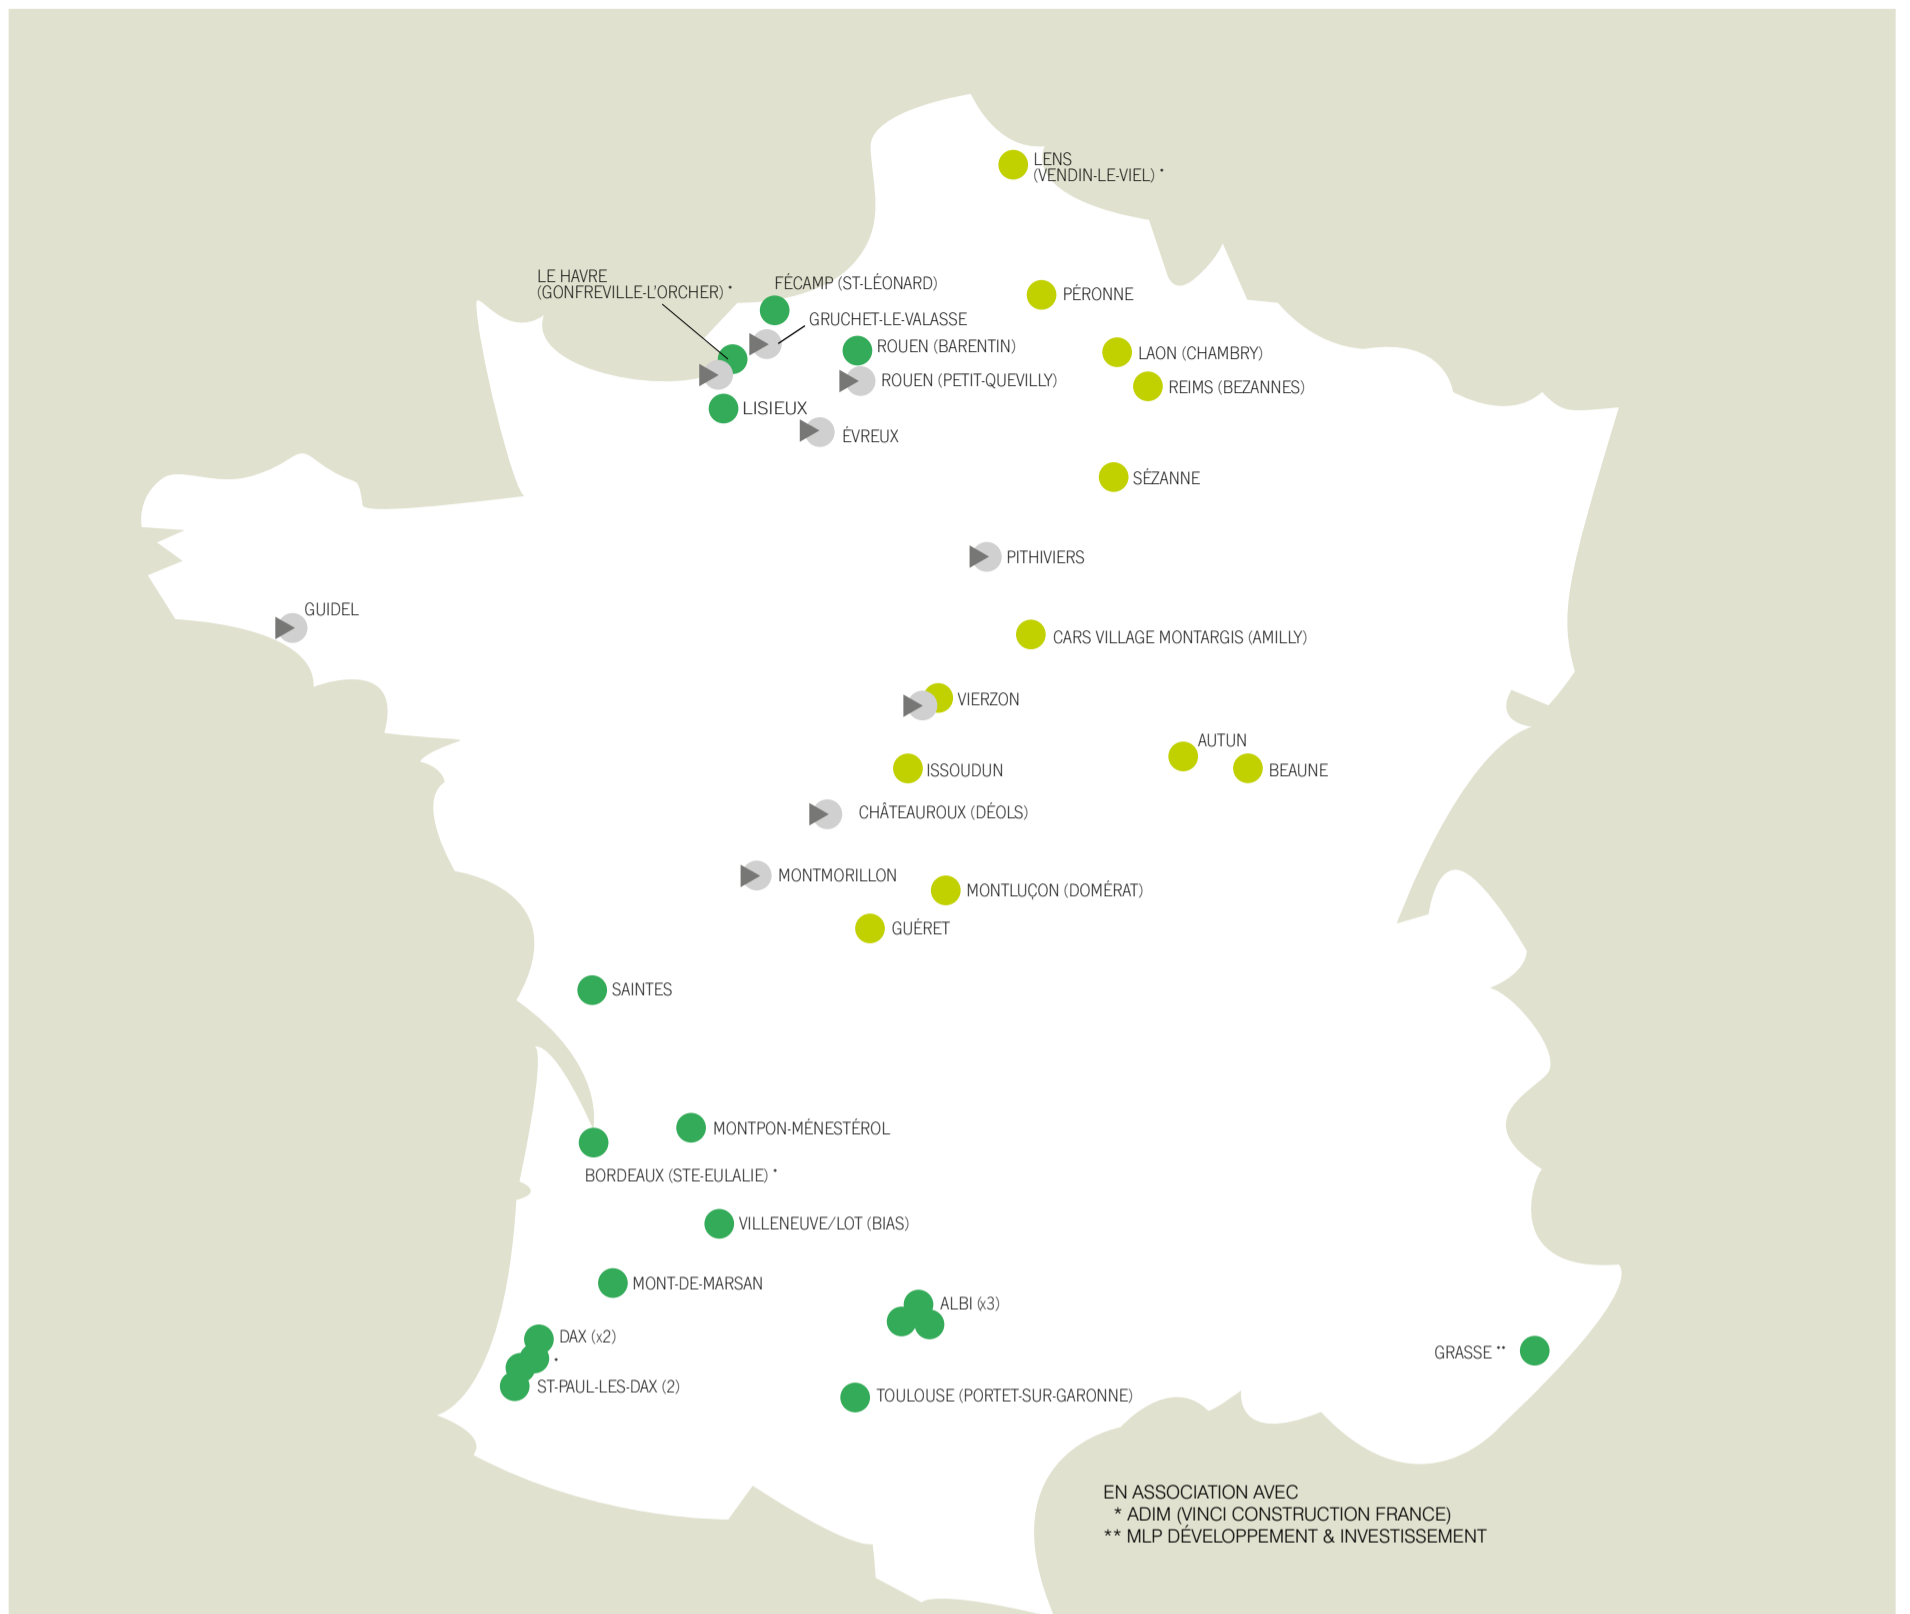 LENS
(VENDIN-LE-VIEL) *
LE HAVRE
(GONFREVILLE-L'ORCHER) *
FÉCAMP (ST-LÉONARD)
PÉRONNE
GRUCHET-LE-VALASSE
ROUEN (BARENTIN)
LAON (CHAMBRY)
ROUEN (PETIT-QUEVILLY)
REIMS (BEZANNES)
LISIEUX
ÉVREUX
SÉZANNE
PITHIVIERS
GUIDEL
CARS VILLAGE MONTARGIS (AMILLY)
VIERZON
AUTUN
ISSOUDUN
BEAUNE
CHÂTEAUROUX (DÉOLS)
MONTMORILLON
MONTLUÇON (DOMÉRAT)
GUÉRET
SAINTES
MONTPON-MÉNESTÉROL
BORDEAUX (STE-EULALIE) *
VILLENEUVE/LOT (BIAS)
MONT-DE-MARSAN
ALBI (x3)
DAX (x2)
*
GRASSE **
ST-PAUL-LES-DAX (2)
TOULOUSE (PORTET-SUR-GARONNE)
EN ASSOCIATION AVEC
* ADIM (VINCI CONSTRUCTION FRANCE)
** MLP DÉVELOPPEMENT & INVESTISSEMENT